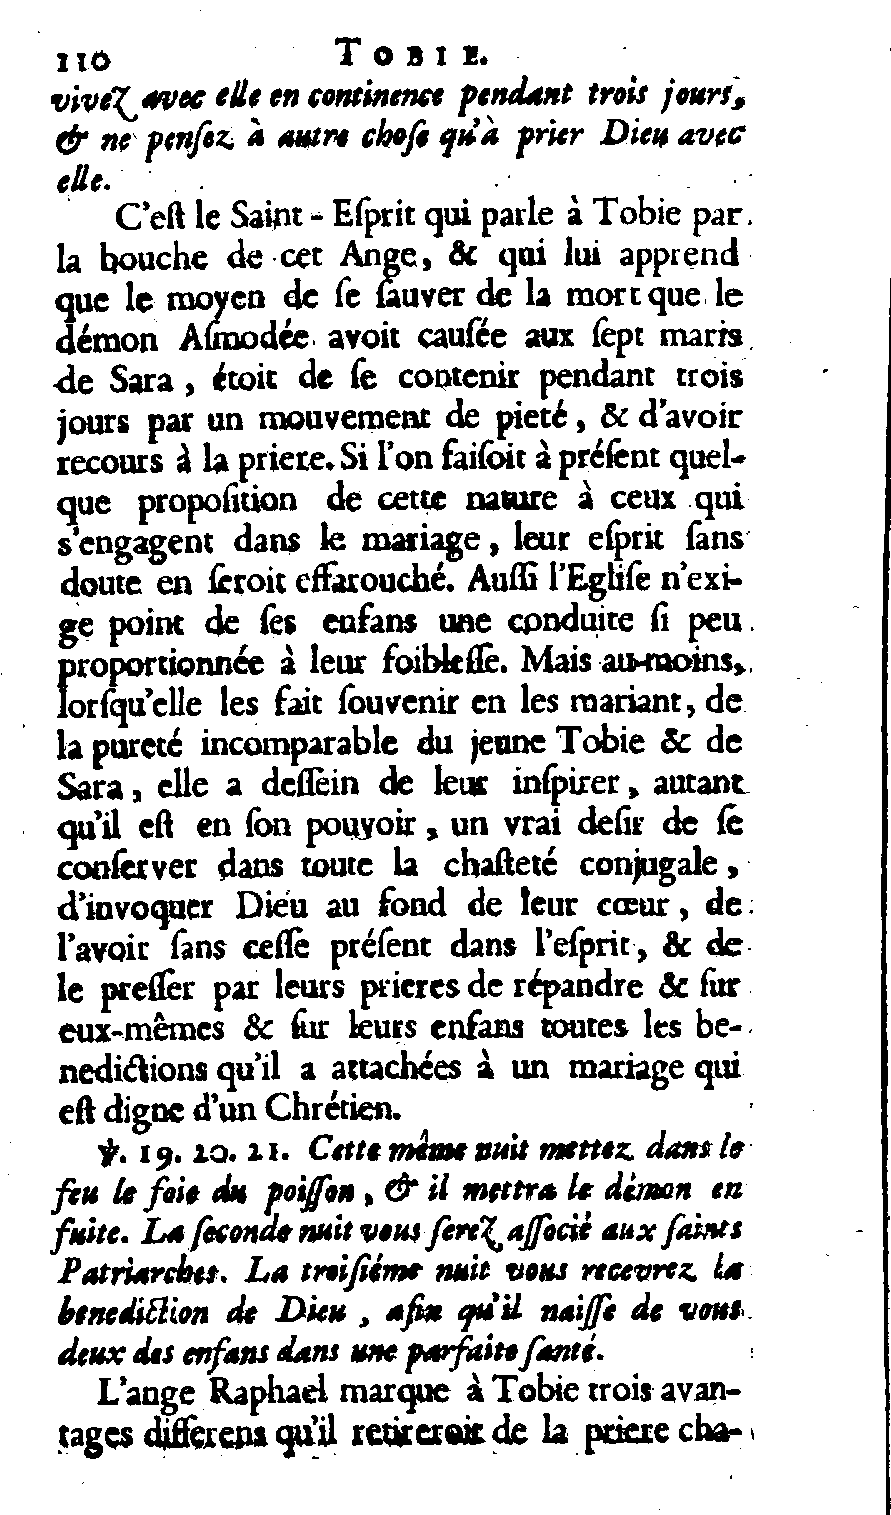 110 TOBIE.
vivez avec elle en continence pendant trois jours,
& ne penſez à autre choſe qu'à prier Dieu avec
elle.
C'eſt le Saint-Eſprit qui parle à Tobie par
la bouche de cet Ange, & qui lui apprend
que le moyen de ſe ſauver de la mort que le
démon Aſmodée avoit cauſée aux ſept maris
de Sara, étoit de ſe contenir pendant trois
jours par un mouvement de pieté, & d'avoir
recours à la priere. Si l'on faiſoit à préſent quel-
que propoſition de cette nature à ceux qui
s'engagent dans le mariage, leur eſprit ſans
doute en ſeroit effarouché. Auſſi l'Egliſe n'exi-
ge point de ſes enfans une conduite ſi peu
proportionnée à leur foibleſſe. Mais au-moins,
lorſqu'elle les fait ſouvenir en les mariant, de
la pureté incomparable du jeune Tobie & de
Sara, elle a deſſein de leur inſpirer, autant
qu'il eſt en ſon pouvoir, un vrai deſir de ſe
conſerver dans toute la chaſteté conjugale,
d'invoquer Dieu au fond de leur cœur, de
l'avoir ſans ceſſe préſent dans l'eſprit, & de
le preſſer par leurs prieres de répandre & ſur
eux-mêmes & ſur leurs enfans toutes les be-
nedictions qu'il a attachées à un mariage qui
eſt digne d'un Chrétien.
℣. 19. 20. 21. Cette même nuit mettez dans le
feu le foie du poiſſon, & il mettra le démon en
fuite. La ſeconde nuit vous ſerez aſſocié aux ſaints
Patriarches. La troiſiéme nuit vous recevrez la
benediction de Dieu, afin qu'il naiſſe de vous
deux des enfans dans une parfaite ſanté.
L'ange Raphael marque à Tobie trois avan-
tages differens qu'il retireroit de la priere cha-